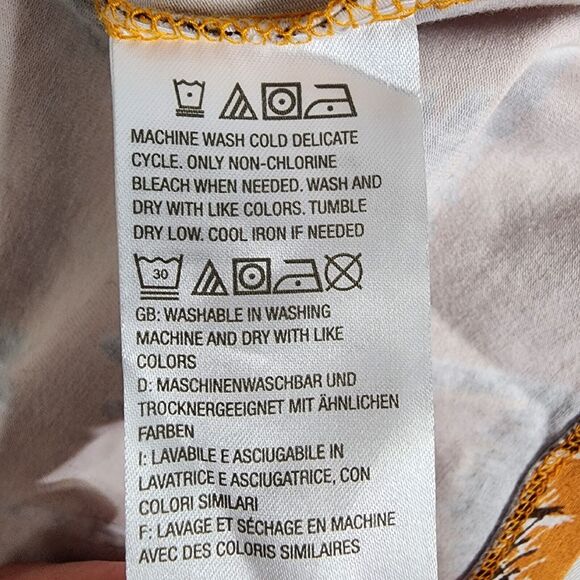 MACHINE WASH COLD DELICATE
CYCLE. ONLY NON-CHLORINE
BLEACH WHEN NEEDED. WASH AND
DRY WITH LIKE COLORS. TUMBLE
DRY LOW. COOL IRON IF NEEDED
30
GB: WASHABLE IN WASHING
MACHINE AND DRY WITH LIKE
COLORS
D: MASCHINENWASCHBAR UND
TROCKNERGEEIGNET MIT ÄHNLICHEN
FARBEN
I: LAVABILE E ASCIUGABILE IN
LAVATRICE E ASCIUGATRICE, CON
COLORI SIMILARI
F: LAVAGE ET SÉCHAGE EN MACHINE
AVEC DES COLORIS SIMILAIRES